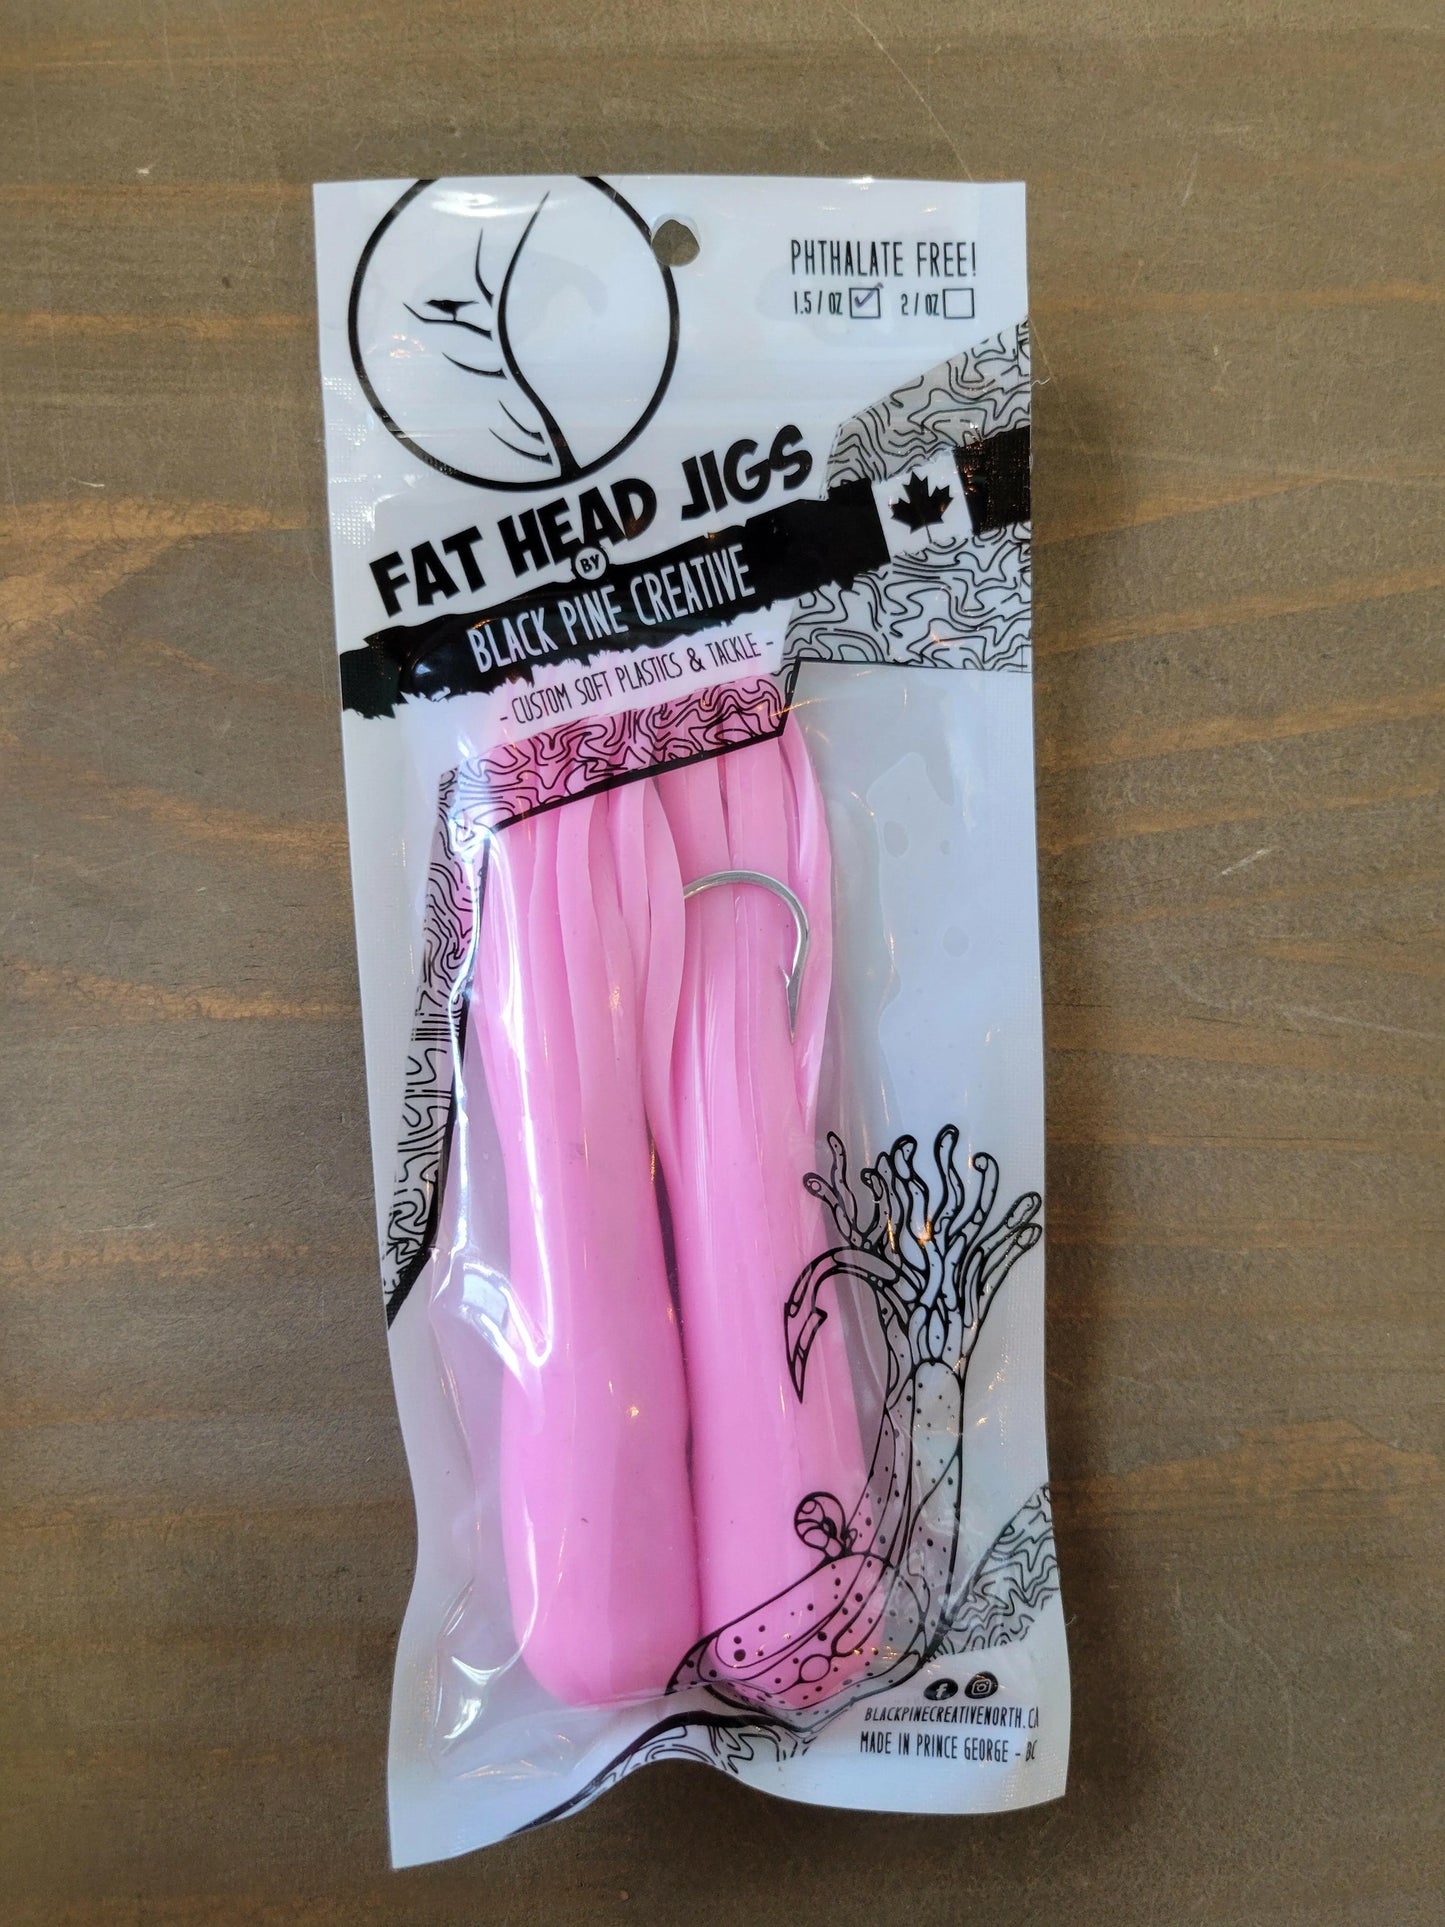 PHTHALATE FREE!
1.5/OZ 2/OZ
FAT HEAD JIGS
BY
BLACK PINE CREATIVE
- CUSTOM SOFT PLASTICS & TACKLE -
BLACKPINECREATIVENORTH.CA
MADE IN PRINCE GEORGE - BC